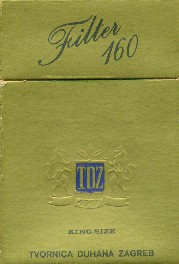 Filter
160
TDZ
KING SIZE
TVORNICA DUHANA ZAGREB